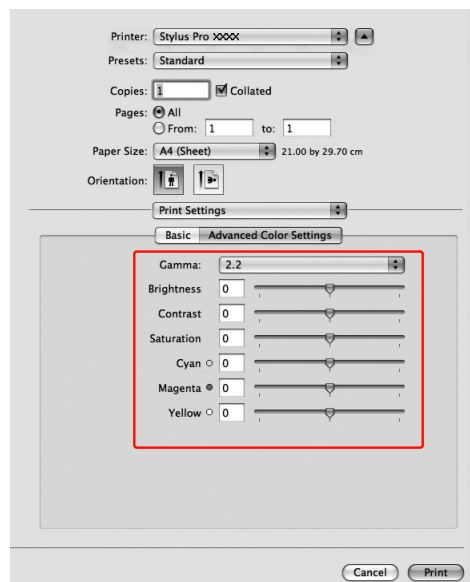 Printer: Stylus Pro XXXX
Presets: Standard
Copies: 1 Collated
Pages: All
From: 1 to: 1
Paper Size: A4 (Sheet) 21.00 by 29.70 cm
Orientation:
Print Settings
Basic Advanced Color Settings
Gamma: 2.2
Brightness 0
Contrast 0
Saturation 0
Cyan 0
Magenta 0
Yellow 0
Cancel Print